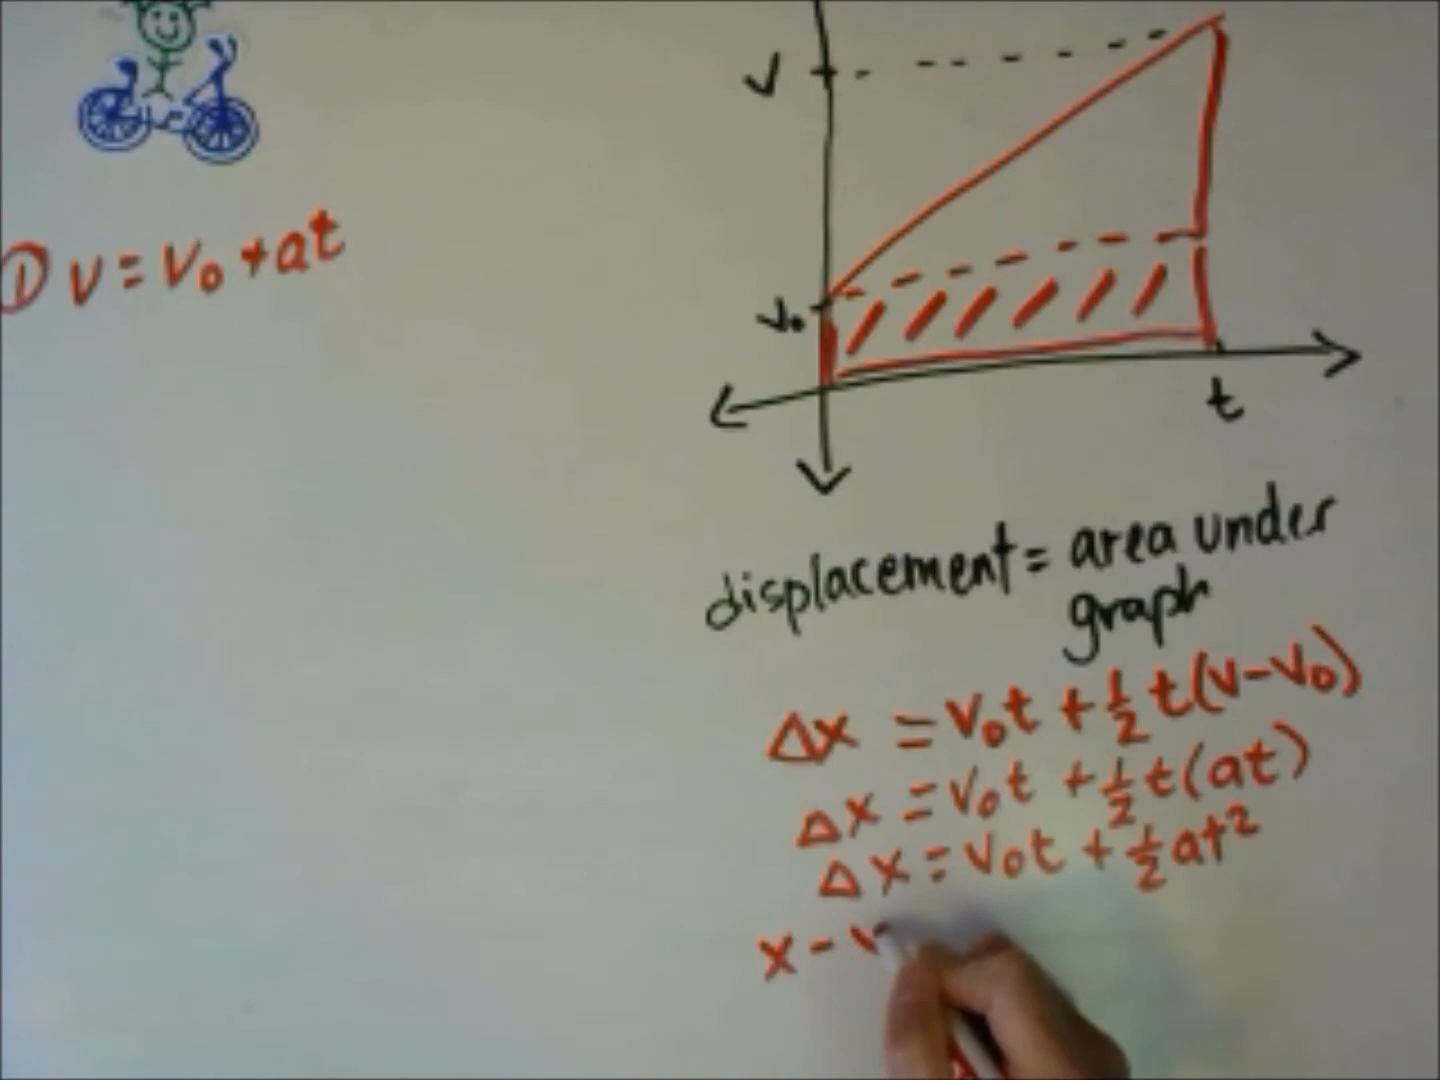 ① v = v₀ + at
v
v₀
t
displacement = area under
graph
Δx = v₀t + ½t(v-v₀)
Δx = v₀t + ½t(at)
Δx = v₀t + ½at²
x -